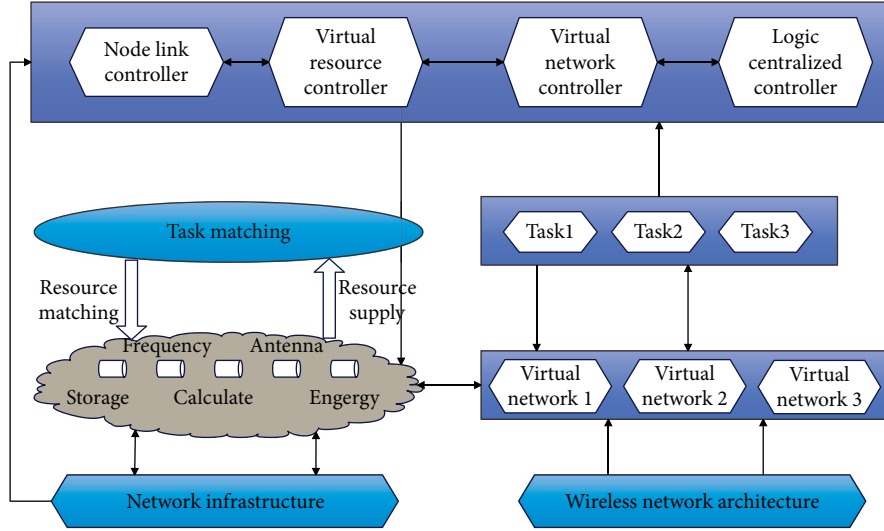 Node link
controller
Virtual
resource
controller
Virtual
network
controller
Logic
centralized
controller
Task matching
Task1
Task2
Task3
Resource
matching
Resource
supply
Frequency
Antenna
Storage
Calculate
Engergy
Virtual
network 1
Virtual
network 2
Virtual
network 3
Network infrastructure
Wireless network architecture